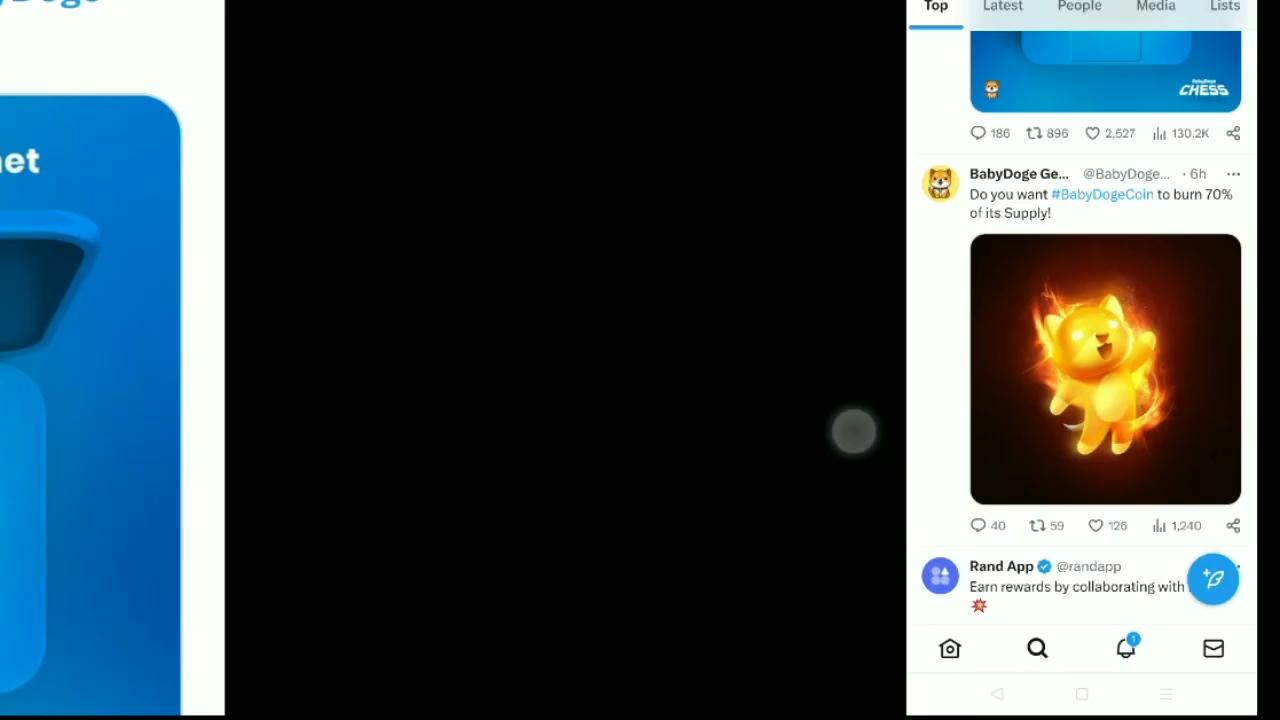 Top Latest People Media Lists
BabyDoge
CHESS
186 896 2,527 130.2K
BabyDoge Ge... @BabyDoge... · 6h
Do you want #BabyDogeCoin to burn 70%
of its Supply!
40 59 126 1,240
Rand App @randapp
Earn rewards by collaborating with
1